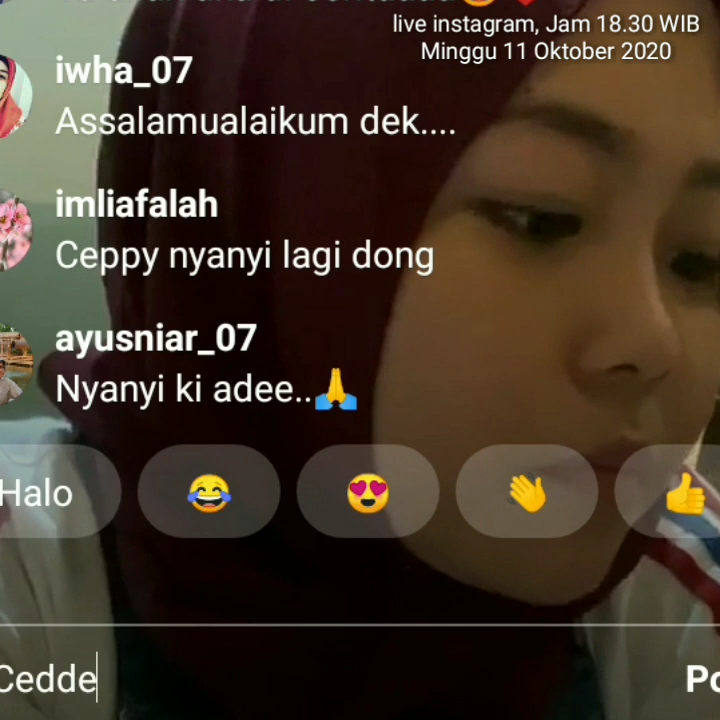 live instagram, Jam 18.30 WIB
Minggu 11 Oktober 2020
iwha_07
Assalamualaikum dek....
imliafalah
Ceppy nyanyi lagi dong
ayusniar_07
Nyanyi ki adee..🙏
Halo 😂 😍 👋 👍
Cedde